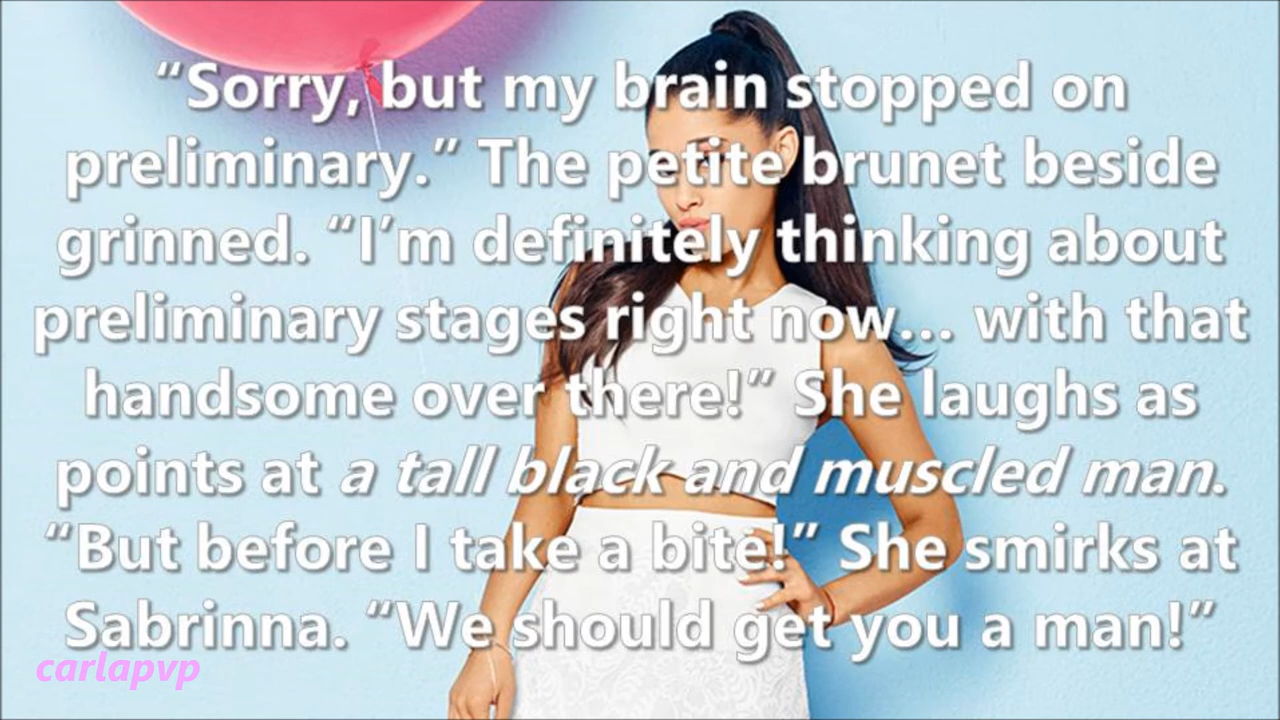 “Sorry, but my brain stopped on
preliminary.” The petite brunet beside
grinned. “I’m definitely thinking about
preliminary stages right now... with that
handsome over there!” She laughs as
points at a tall black and muscled man.
“But before I take a bite!” She smirks at
Sabrinna. “We should get you a man!”
carlapvp